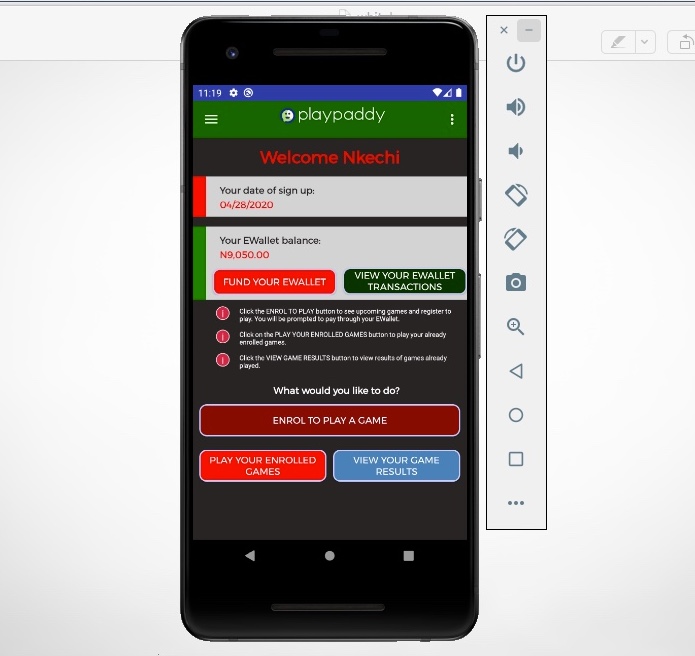 11:19
playpaddy
Welcome Nkechi
Your date of sign up:
04/28/2020
Your EWallet balance:
N9,050.00
FUND YOUR EWALLET
VIEW YOUR EWALLET
TRANSACTIONS
Click the ENROL TO PLAY button to see upcoming games and register to
play. You will be prompted to pay through your EWallet.
Click on the PLAY YOUR ENROLLED GAMES button to play your already
enrolled games.
Click the VIEW GAME RESULTS button to view results of games already
played.
What would you like to do?
ENROL TO PLAY A GAME
PLAY YOUR ENROLLED
GAMES
VIEW YOUR GAME
RESULTS